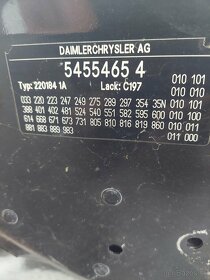 DAIMLERCHRYSLER AG
5455465 4
010 101
Typ: 220184 1A Lack: C197
010 010
033 220 223 247 249 275 289 297 354 35N 010 101
388 401 402 481 524 540 551 581 582 595 600 010 100
614 668 671 673 731 805 810 816 819 860 010 011
881 883 889 983 011 000